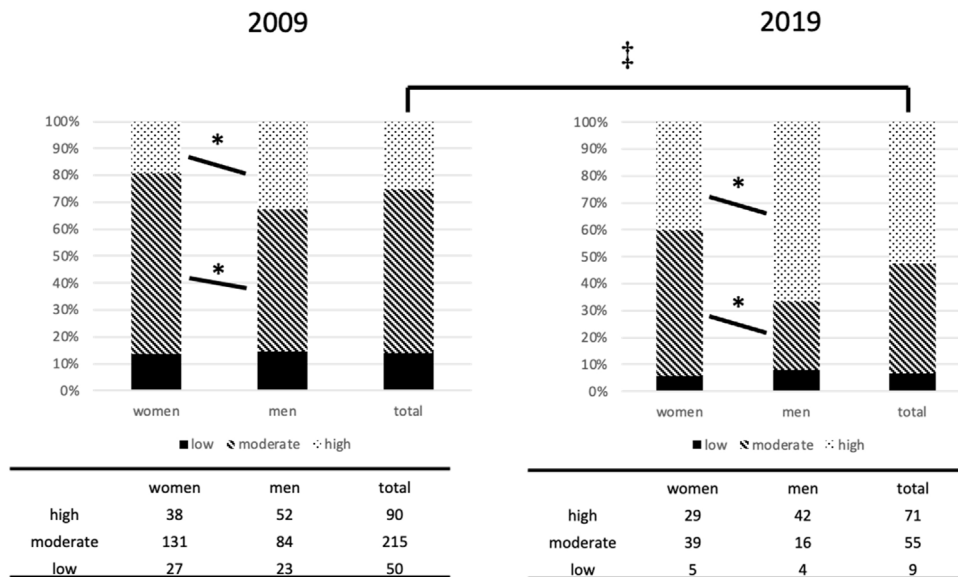 2009
2019
‡
100%
90%
80%
70%
60%
50%
40%
30%
20%
10%
0%
*
*
women men total
■low moderate high
100%
90%
80%
70%
60%
50%
40%
30%
20%
10%
0%
*
*
women men total
■low moderate high
women men total
high 38 52 90
moderate 131 84 215
low 27 23 50
women men total
high 29 42 71
moderate 39 16 55
low 5 4 9